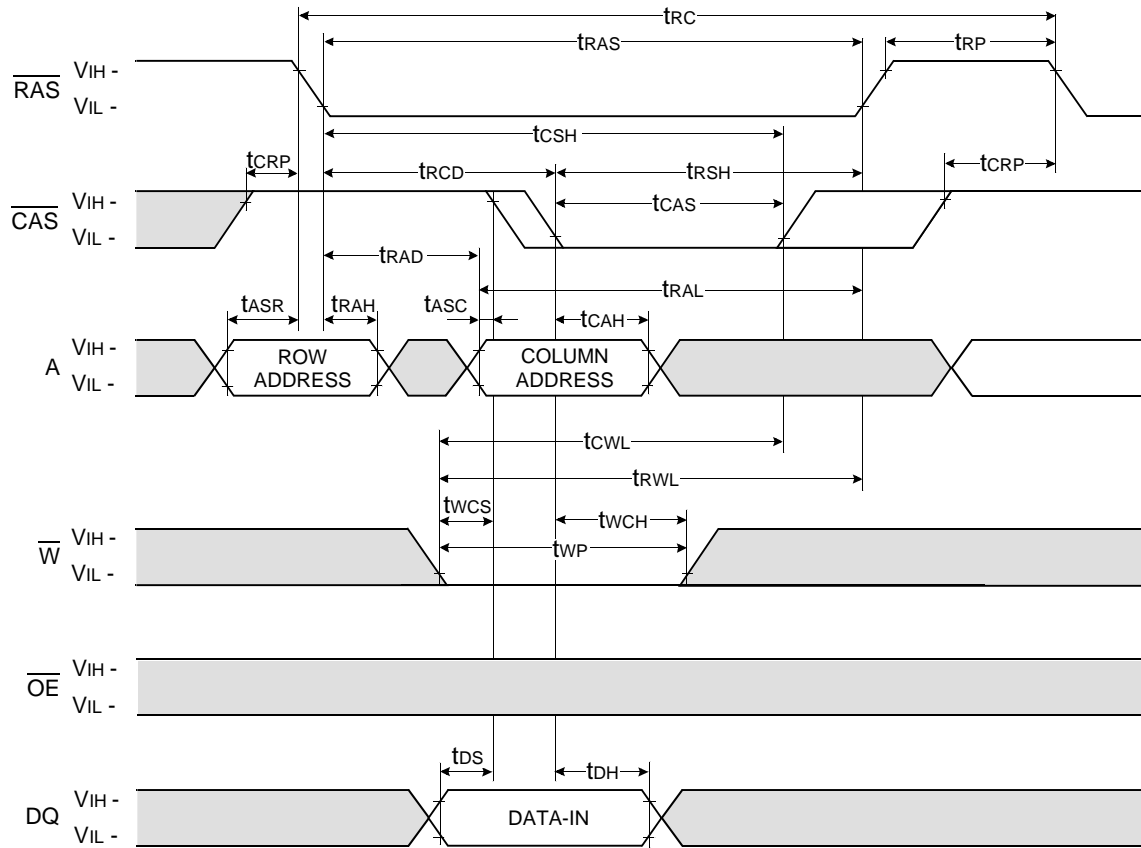 tRC
tRAS
tRP
RAS
VIH -
VIL -
tCSH
tCRP
tRCD
tRSH
tCRP
CAS
VIH -
VIL -
tCAS
tRAD
tRAL
tASR
tRAH
tASC
tCAH
A
VIH -
VIL -
ROW
ADDRESS
COLUMN
ADDRESS
tCWL
tRWL
tWCS
tWCH
W
VIH -
VIL -
tWP
OE
VIH -
VIL -
tDS
tDH
DQ
VIH -
VIL -
DATA-IN